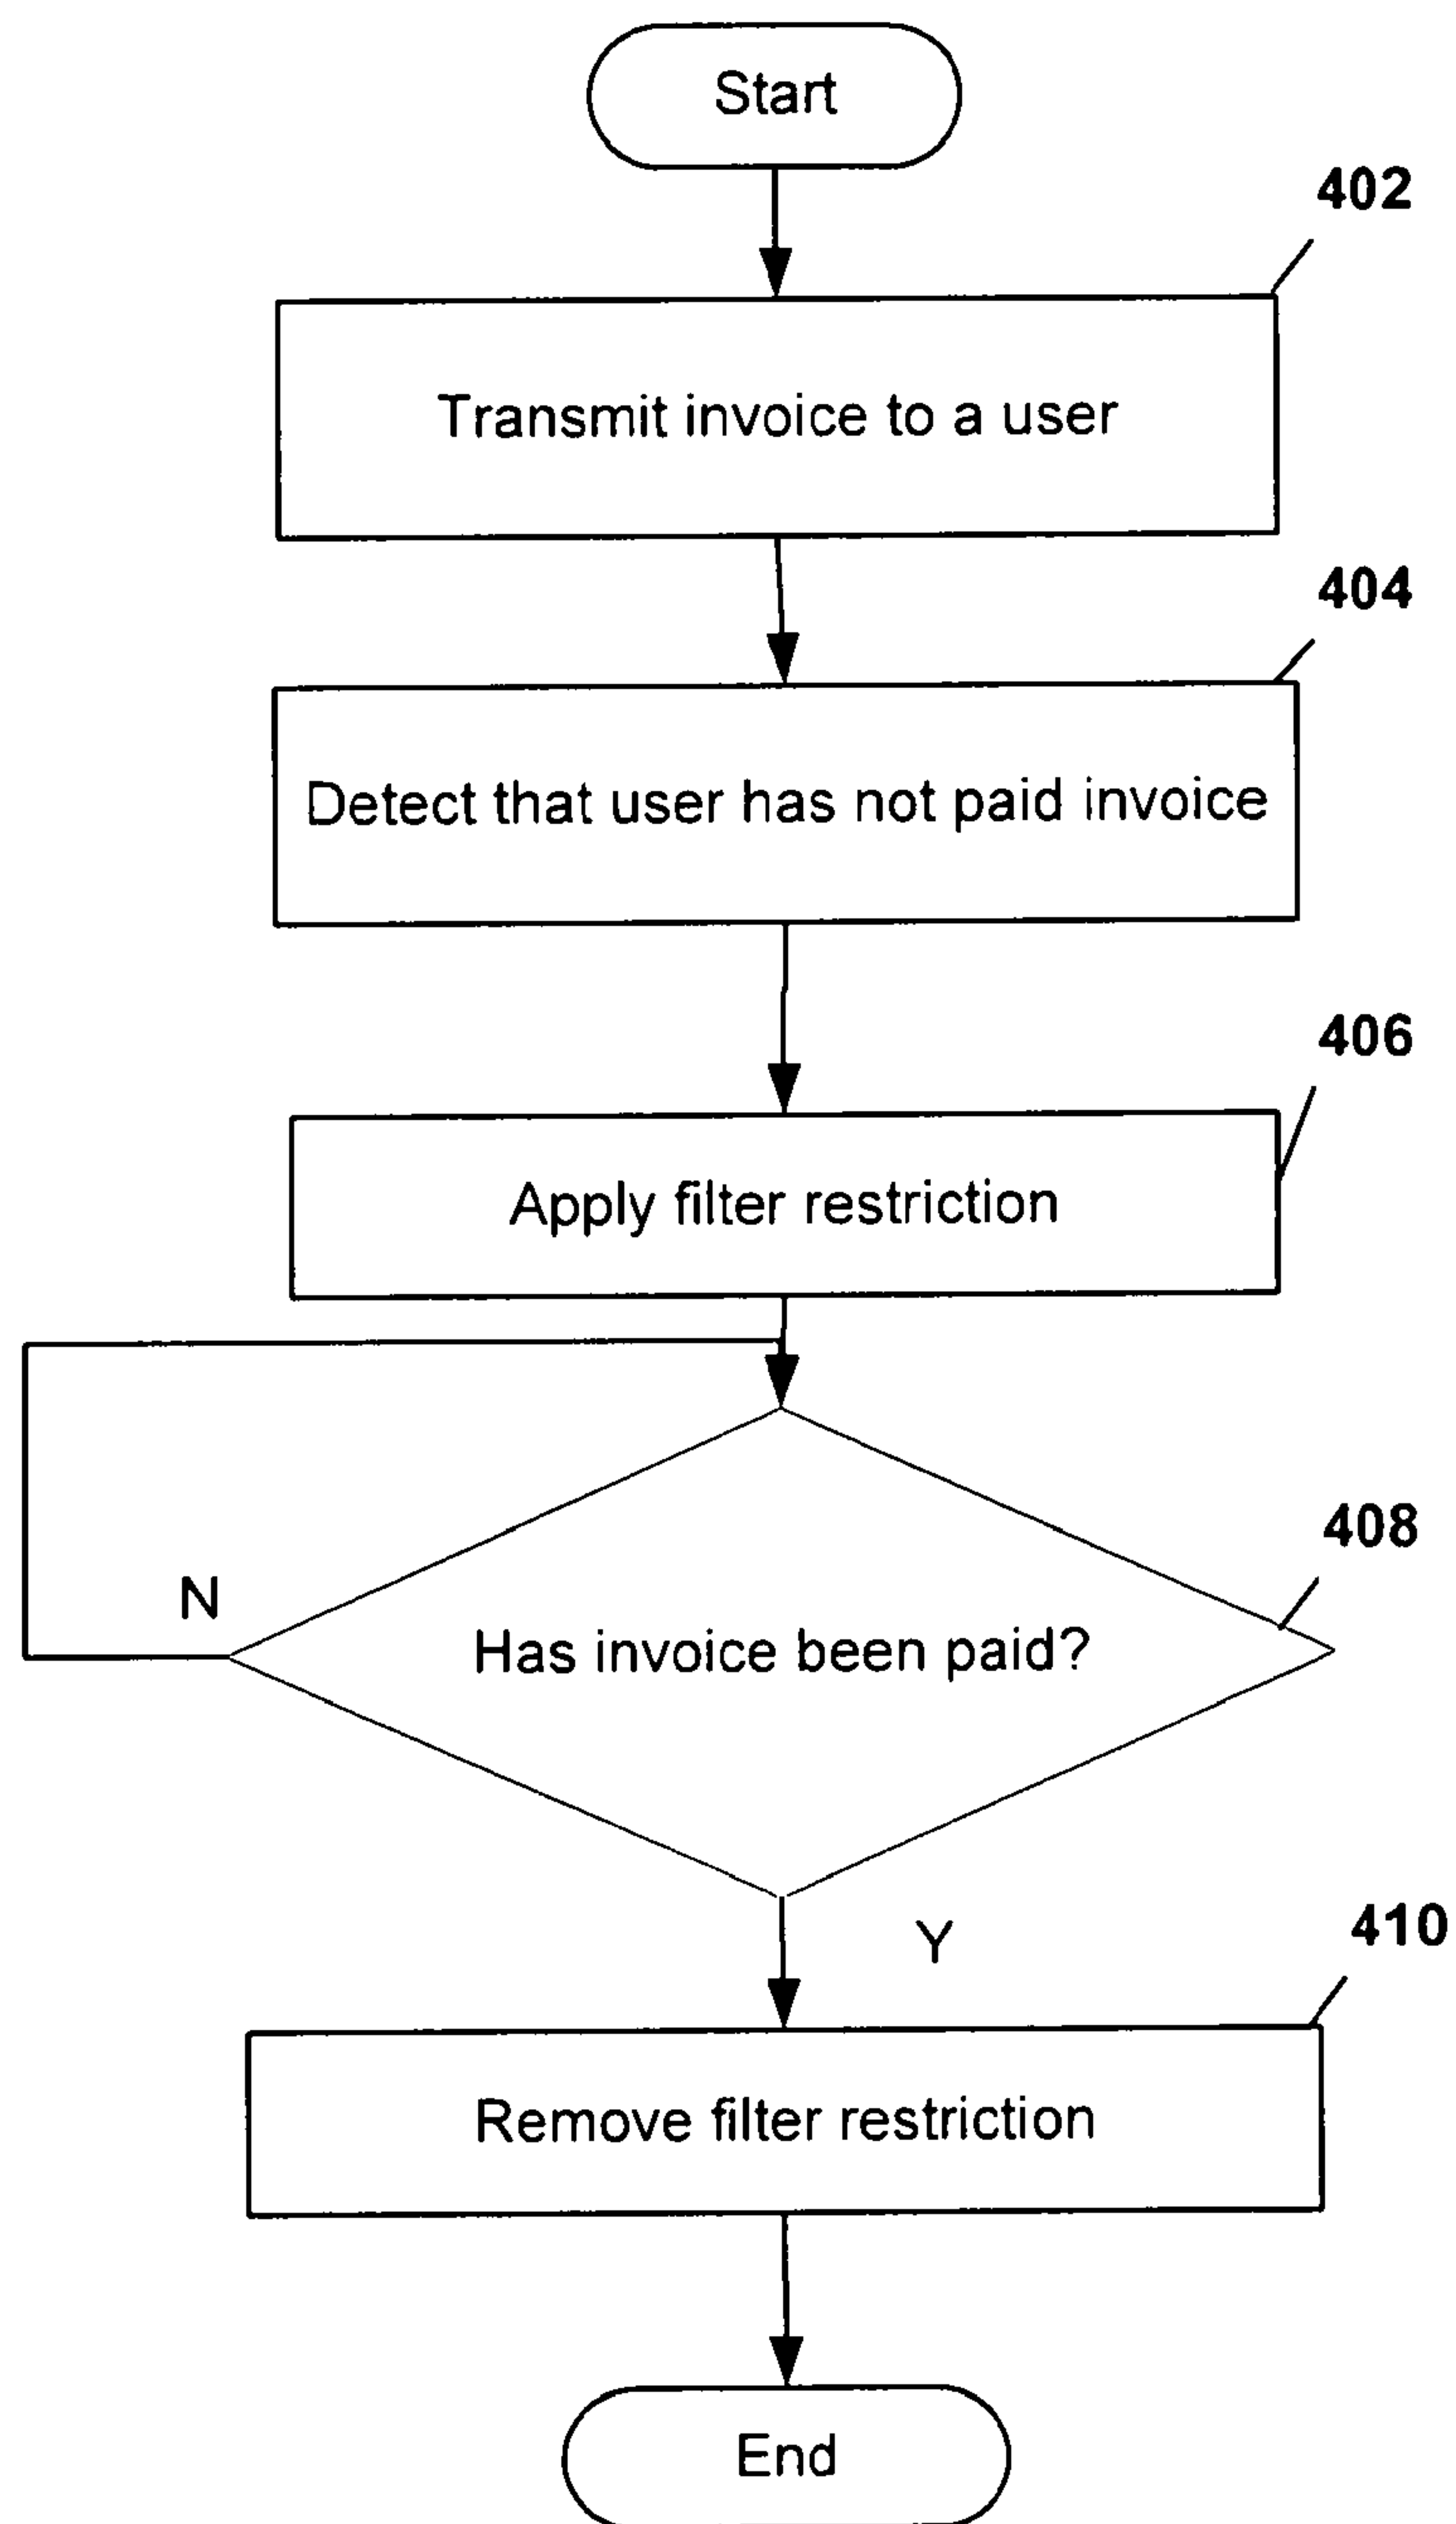 Start
402
Transmit invoice to a user
404
Detect that user has not paid invoice
406
Apply filter restriction
408
N
Has invoice been paid?
Y
410
Remove filter restriction
End